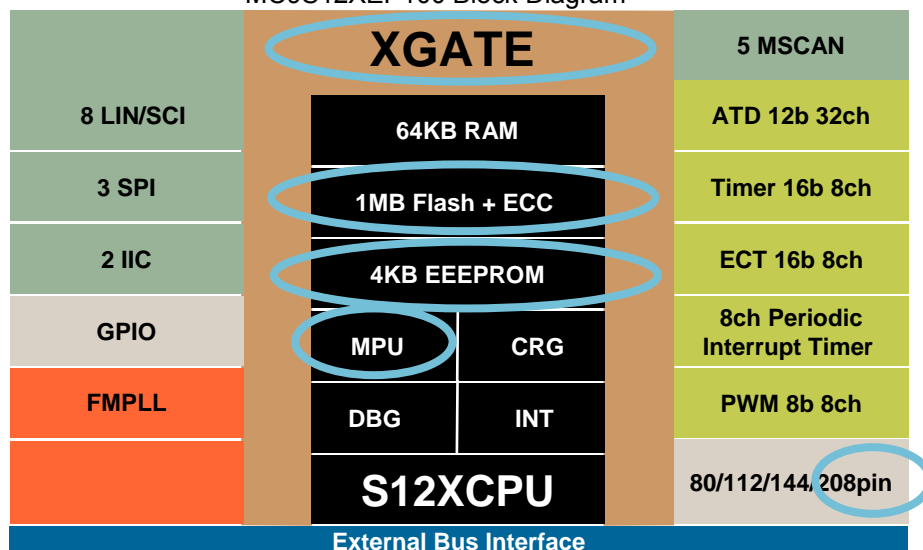 Block Diagram
XGATE
5 MSCAN
8 LIN/SCI
64KB RAM
ATD 12b 32ch
3 SPI
1MB Flash + ECC
Timer 16b 8ch
2 IIC
4KB EEEPROM
ECT 16b 8ch
GPIO
MPU
CRG
8ch Periodic
Interrupt Timer
FMPLL
DBG
INT
PWM 8b 8ch
S12XCPU
80/112/144/208pin
External Bus Interface